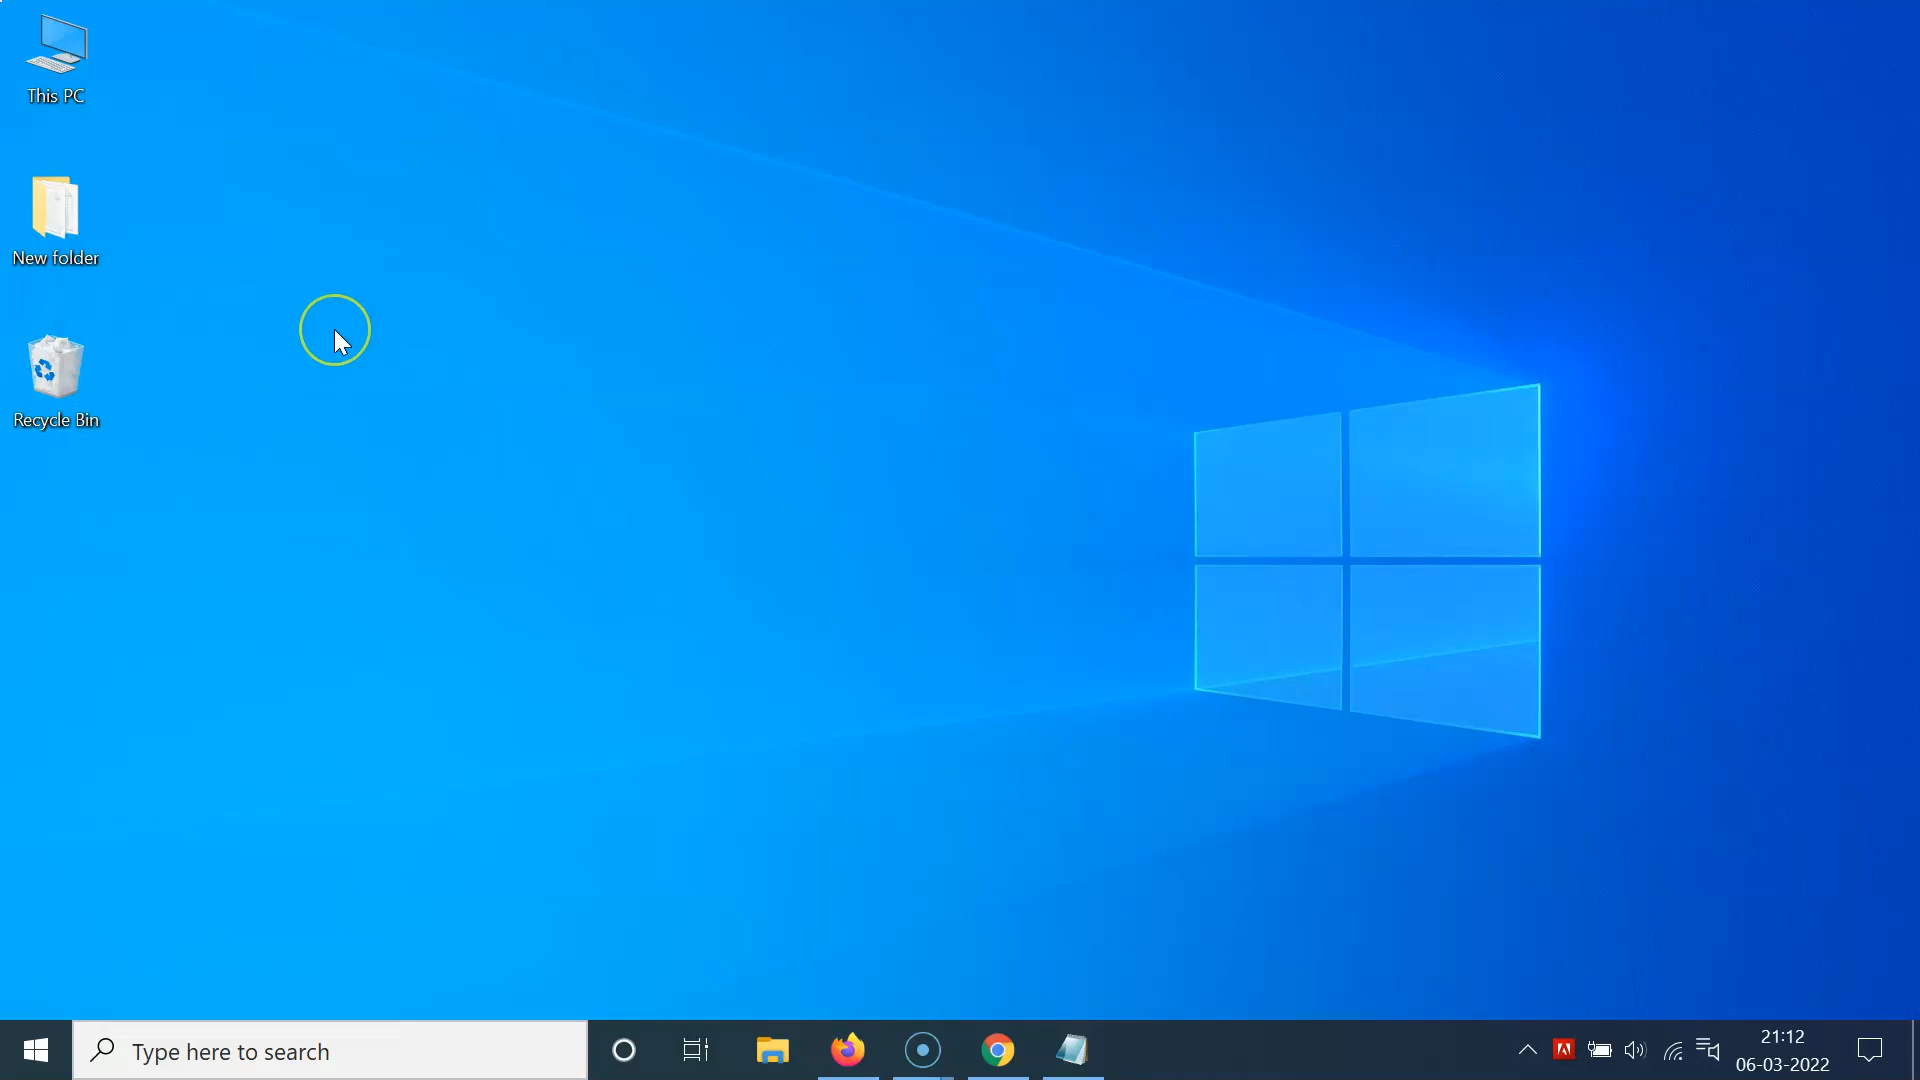 This PC
New folder
Recycle Bin
Type here to search
21:12
06-03-2022